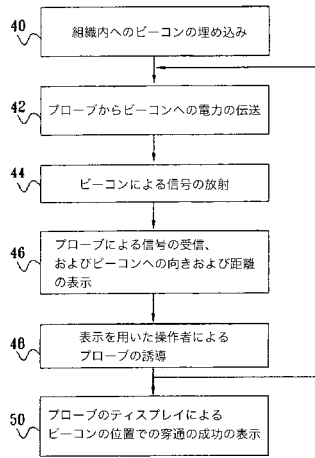 40
組織内へのビーコンの埋め込み
42
プローブからビーコンへの電力の伝送
44
ビーコンによる信号の放射
46
プローブによる信号の受信、
およびビーコンへの向きおよび距離
の表示
48
表示を用いた操作者による
プローブの誘導
50
プローブのディスプレイによる
ビーコンの位置での穿通の成功の表示